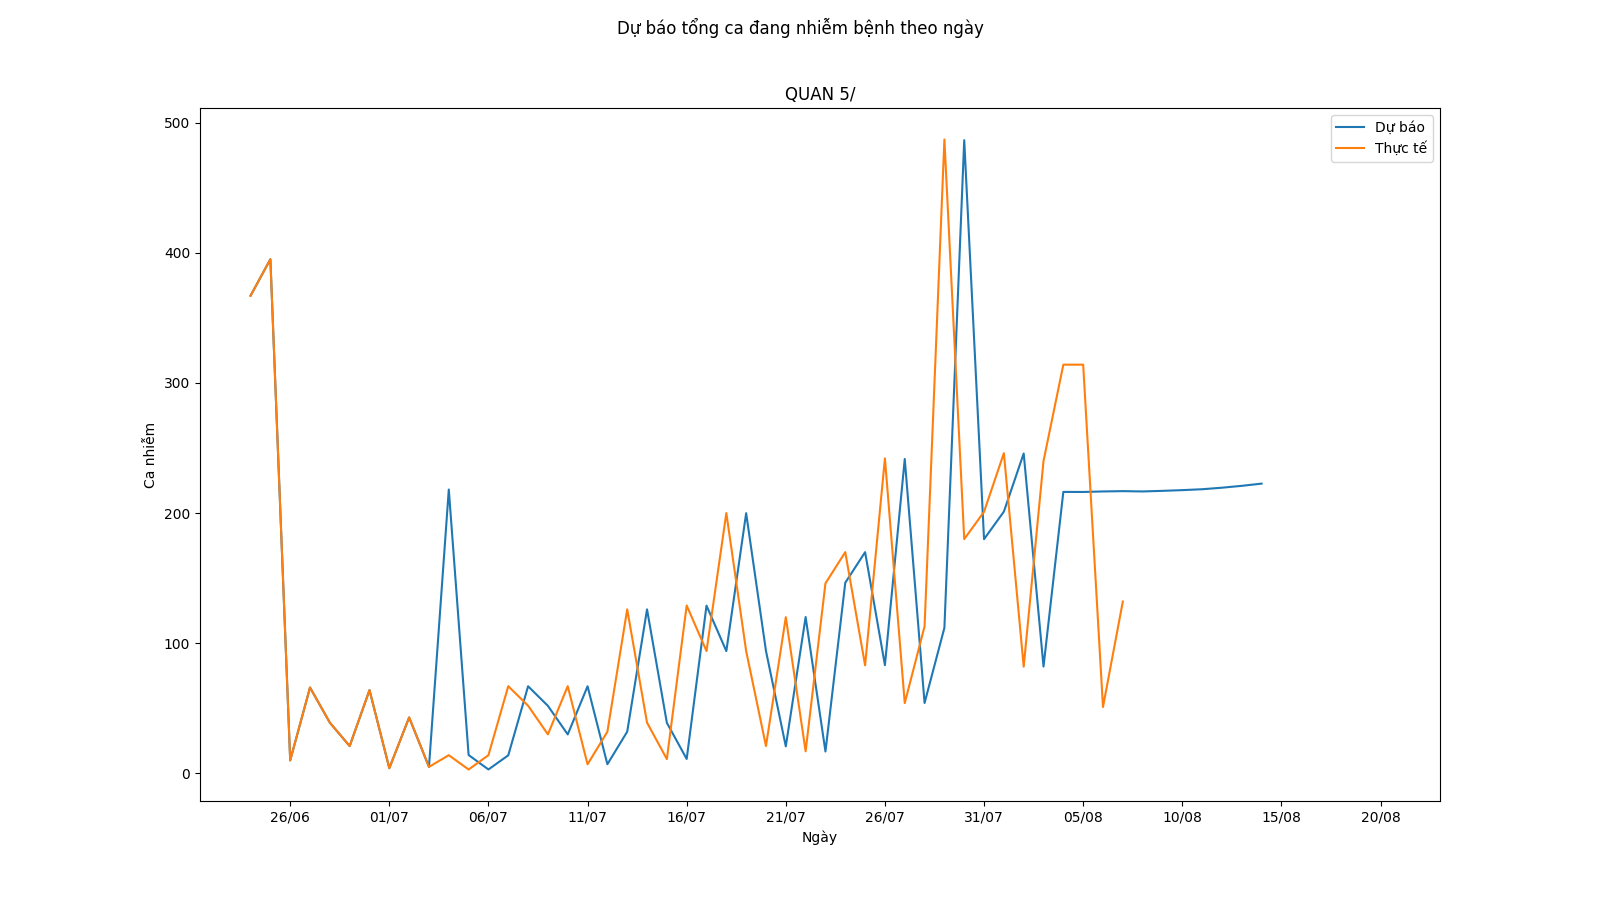 Dự báo tổng ca đang nhiễm bệnh theo ngày
QUAN 5/
500
400
300
200
100
0
Ca nhiễm
Dự báo
Thực tế
26/06 01/07 06/07 11/07 16/07 21/07 26/07 31/07 05/08 10/08 15/08 20/08
Ngày